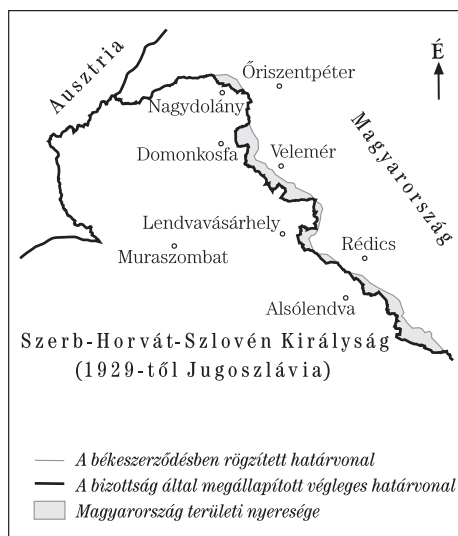 Ausztria
É
Őriszentpéter
Nagydolány
Magyarország
Domonkosfa
Velemér
Lendvavásárhely
Muraszombat
Rédics
Alsólendva
Szerb-Horvát-Szlovén Királyság
(1929-től Jugoszlávia)
A békeszerződésben rögzített határvonal
A bizottság által megállapított végleges határvonal
Magyarország területi nyeresége